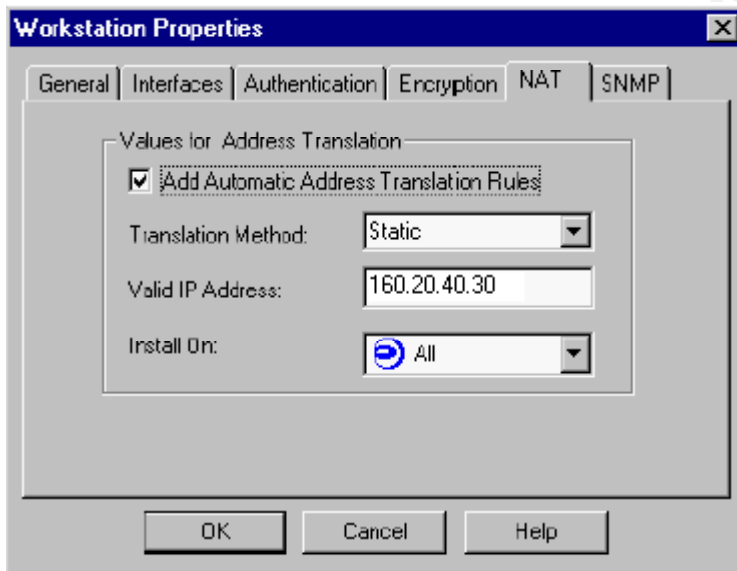 Workstation Properties
General Interfaces Authentication Encryption NAT SNMP
Values for Address Translation
Add Automatic Address Translation Rules
Translation Method: Static
Valid IP Address: 160.20.40.30
Install On: All
OK Cancel Help